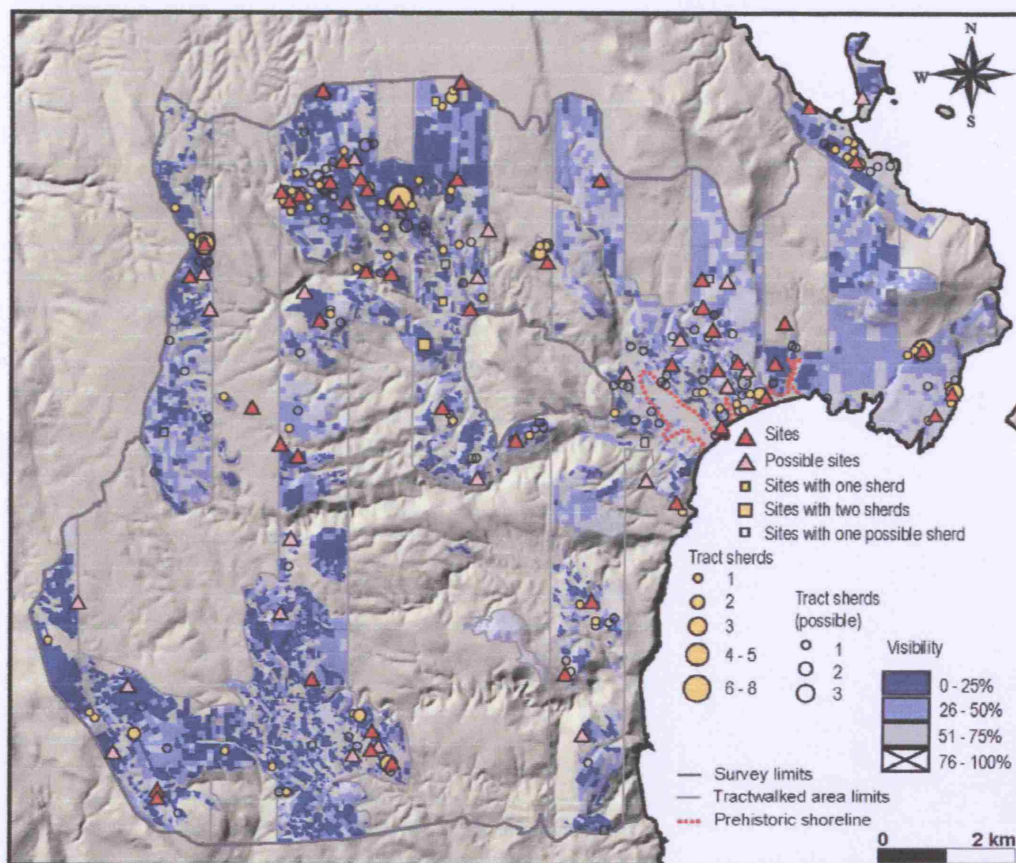 N
W
S
Sites
Possible sites
Sites with one sherd
Sites with two sherds
Sites with one possible sherd
Tract sherds
1
2
3
4 - 5
6 - 8
Tract sherds
(possible)
1
2
3
Visibility
0 - 25%
26 - 50%
51 - 75%
76 - 100%
Survey limits
Tractwalked area limits
Prehistoric shoreline
0 2 km